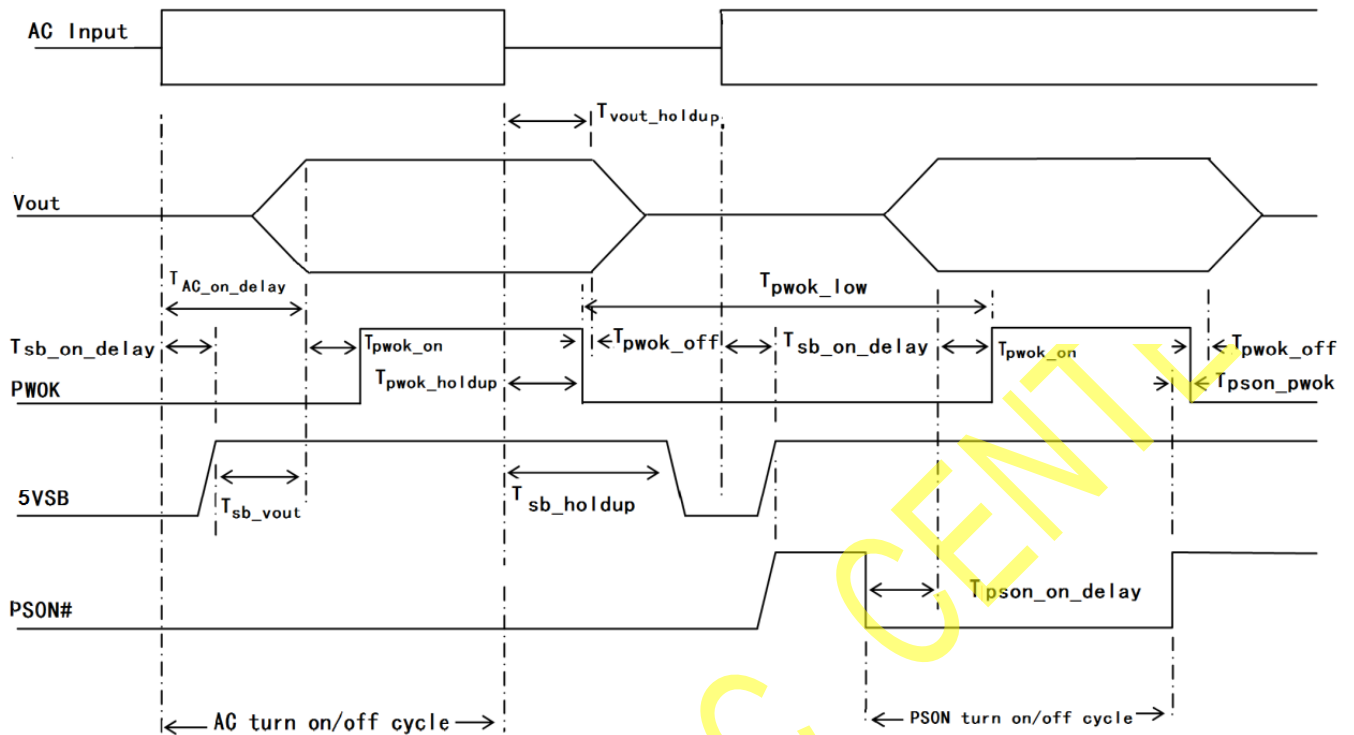 AC Input
Tvout_holdup
Vout
TAC_on_delay
Tpwok_low
Tsb_on_delay
Tpwok_on
Tpwok_off
Tsb_on_delay
Tpwok_on
Tpwok_off
Tpwok_holdup
Tpson_pwok
PWOK
5VSB
Tsb_vout
Tsb_holdup
PSON#
Tpson_on_delay
AC turn on/off cycle
PSON turn on/off cycle